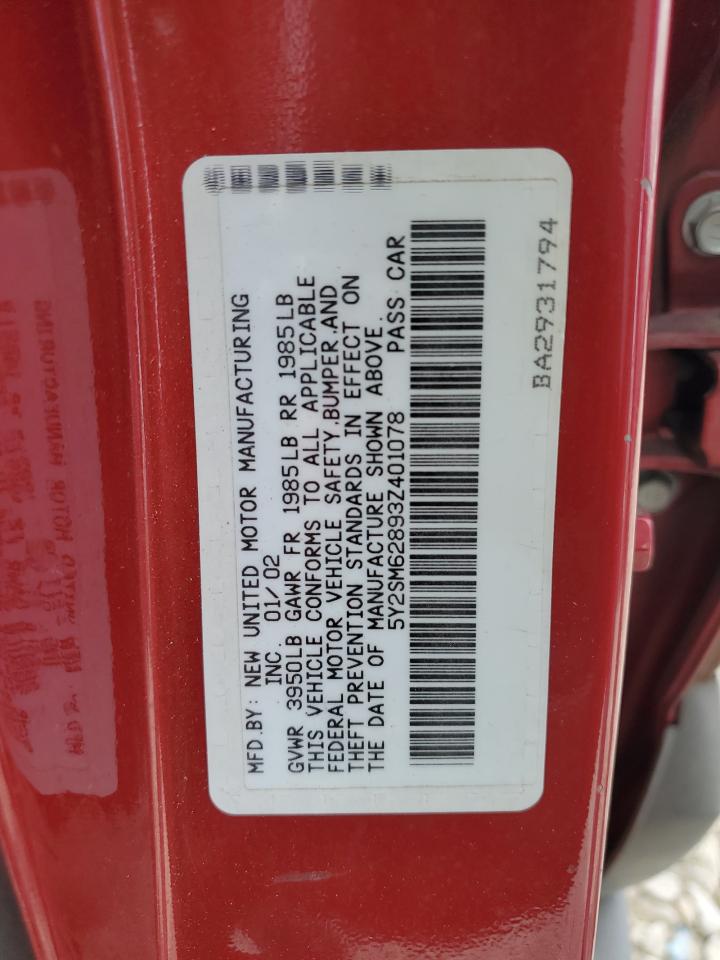 MFD.BY: NEW UNITED MOTOR MANUFACTURING
INC. 01/02
GVWR 3950LB GAWR FR 1985LB RR 1985LB
THIS VEHICLE CONFORMS TO ALL APPLICABLE
FEDERAL MOTOR VEHICLE SAFETY,BUMPER,AND
THEFT PREVENTION STANDARDS IN EFFECT ON
THE DATE OF MANUFACTURE SHOWN ABOVE.
5Y2SM62893Z401078 PASS CAR
BA2931794